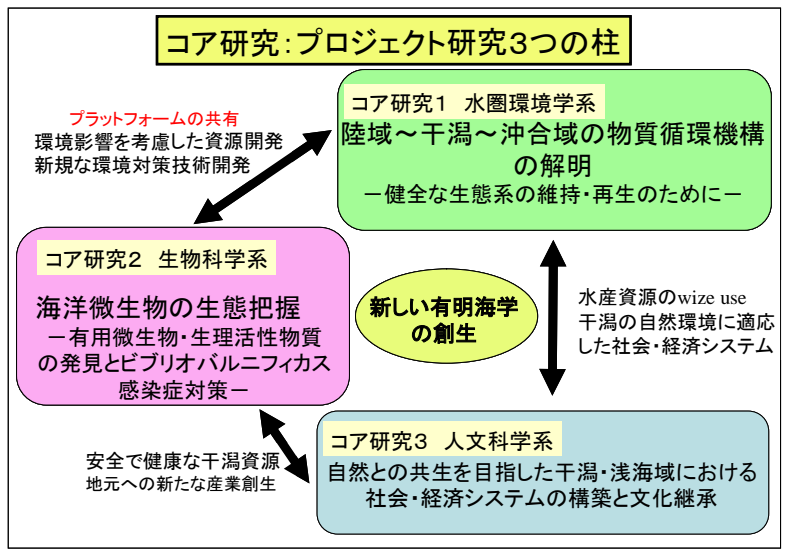 コア研究：プロジェクト研究３つの柱
コア研究１　水圏環境学系
陸域～干潟～沖合域の物質循環機構
の解明
－健全な生態系の維持・再生のために－
プラットフォームの共有
環境影響を考慮した資源開発
新規な環境対策技術開発
コア研究２　生物科学系
海洋微生物の生態把握
－有用微生物・生理活性物質
の発見とビブリオバルニフィカス
感染症対策－
新しい有明海学
の創生
水産資源のwize use
干潟の自然環境に適応
した社会・経済システム
安全で健康な干潟資源
地元への新たな産業創生
コア研究３　人文科学系
自然との共生を目指した干潟・浅海域における
社会・経済システムの構築と文化継承